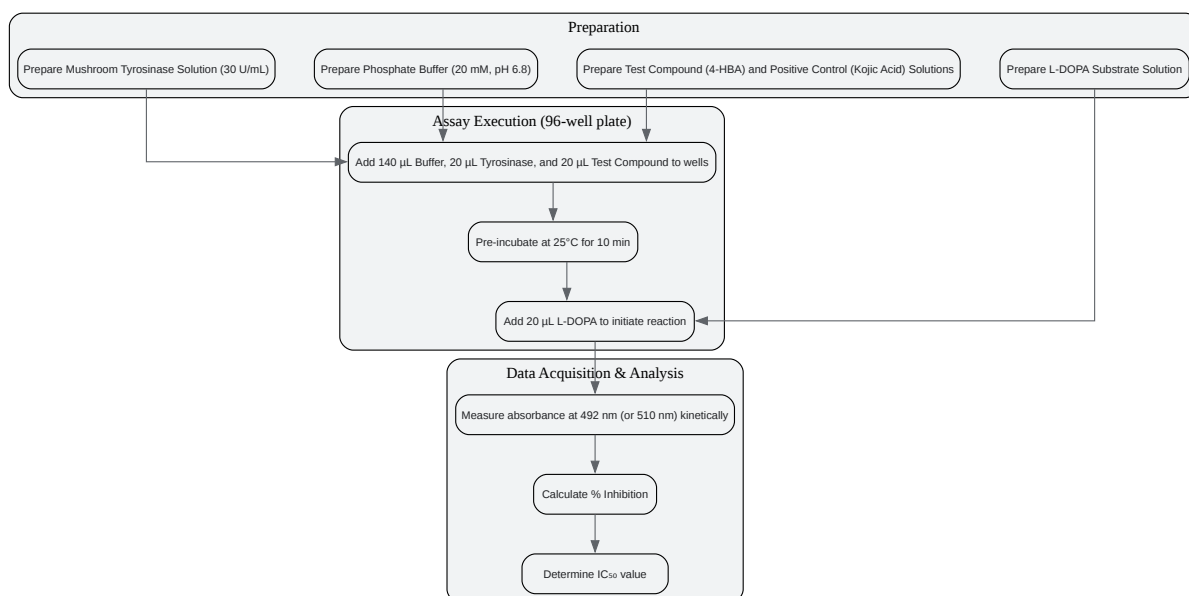 Preparation
Prepare Mushroom Tyrosinase Solution (30 U/mL)
Prepare Phosphate Buffer (20 mM, pH 6.8)
Prepare Test Compound (4-HBA) and Positive Control (Kojic Acid) Solutions
Prepare L-DOPA Substrate Solution
Assay Execution (96-well plate)
Add 140 µL Buffer, 20 µL Tyrosinase, and 20 µL Test Compound to wells
Pre-incubate at 25°C for 10 min
Add 20 µL L-DOPA to initiate reaction
Data Acquisition & Analysis
Measure absorbance at 492 nm (or 510 nm) kinetically
Calculate % Inhibition
Determine IC₅₀ value